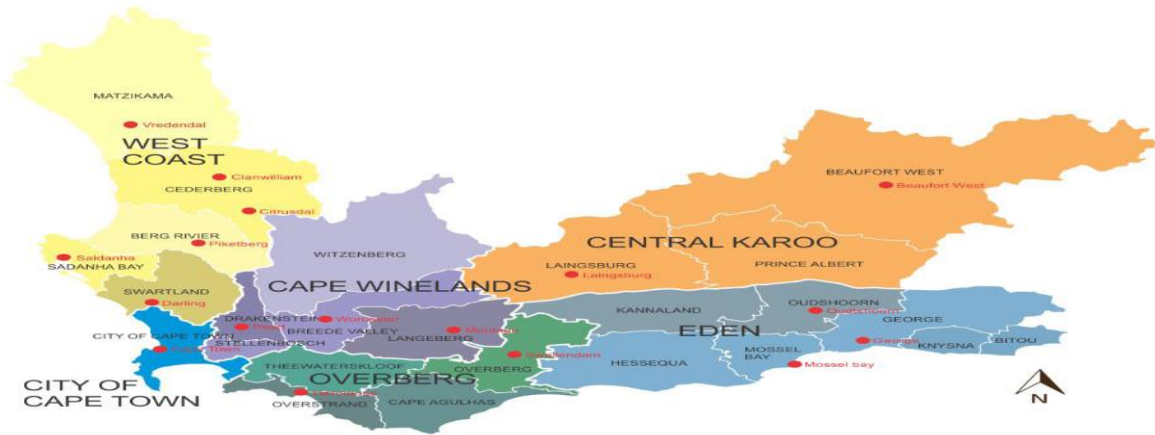 MATZIKAMA
Vredendal
WEST
COAST
Clanwilliam
CEDERBERG
Citrusdal
BERG RIVIER
Piketberg
Saldanha
SADANHA BAY
SWARTLAND
Darling
WITZENBERG
CAPE WINELANDS
DRAKENSTEIN
Paarl
Worcester
BREEDE VALLEY
STELLENBOSCH
LANGEBERG
Montagu
CITY OF CAPE TOWN
Cape Town
CITY OF
CAPE TOWN
THEEWATERSKLOOF
OVERBERG
OVERBERG
Swellendam
OVERSTRAND
CAPE AGULHAS
BEAUFORT WEST
Beaufort West
CENTRAL KAROO
LAINGSBURG
Laingsburg
PRINCE ALBERT
KANNALAND
OUDSHOORN
EDEN
GEORGE
George
HESSEQUA
MOSSEL
BAY
Mossel bay
KNYSNA
BITOU
N